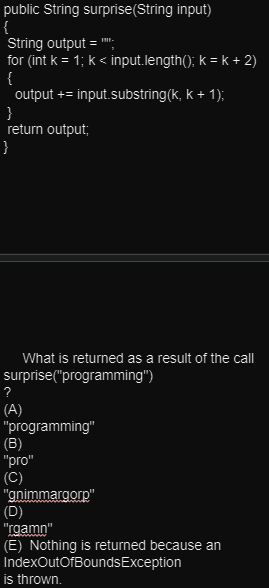 public String surprise(String input)
{
String output = "";
for (int k = 1; k < input.length(); k = k + 2)
{
output += input.substring(k, k + 1);
}
return output;
}
What is returned as a result of the call
surprise("programming")
?
(A)
"programming"
(B)
"pro"
(C)
"gnimmargorp"
(D)
"rgamn"
(E) Nothing is returned because an
IndexOutOfBoundsException
is thrown.